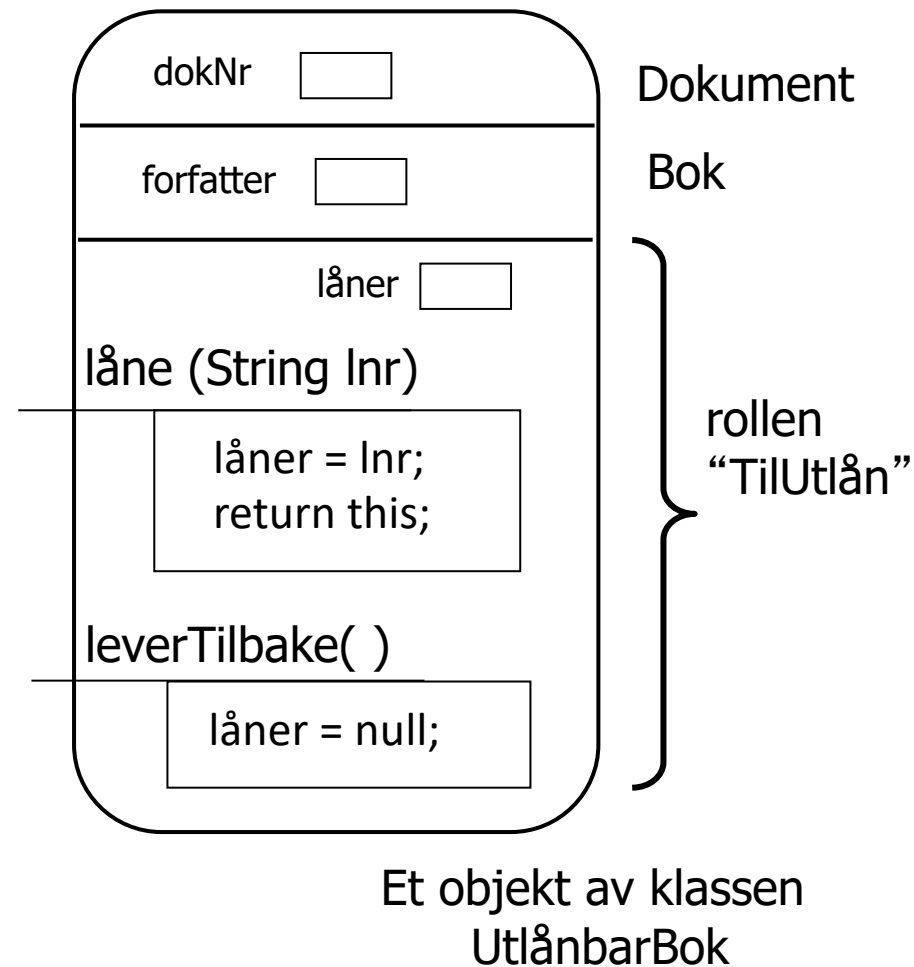 dokNr
Dokument
forfatter
Bok
låner
låne (String lnr)
låner = lnr;
return this;
rollen
“TilUtlån”
leverTilbake( )
låner = null;
Et objekt av klassen
UtlånbarBok